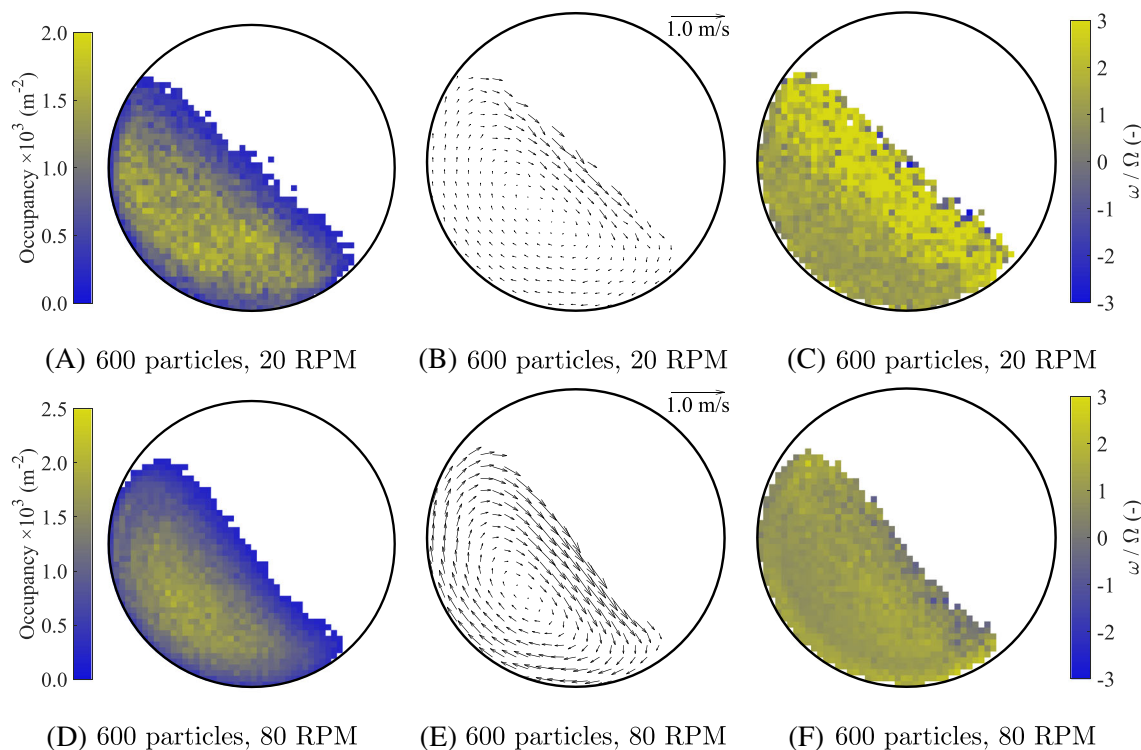 2.0
1.5
1.0
0.5
0.0
Occupancy ×10³ (m⁻²)
1.0 m/s
3
2
1
0
-1
-2
-3
ω / Ω (-)
(A) 600 particles, 20 RPM
(B) 600 particles, 20 RPM
(C) 600 particles, 20 RPM
2.5
2.0
1.5
1.0
0.5
0.0
Occupancy ×10³ (m⁻²)
1.0 m/s
3
2
1
0
-1
-2
-3
ω / Ω (-)
(D) 600 particles, 80 RPM
(E) 600 particles, 80 RPM
(F) 600 particles, 80 RPM